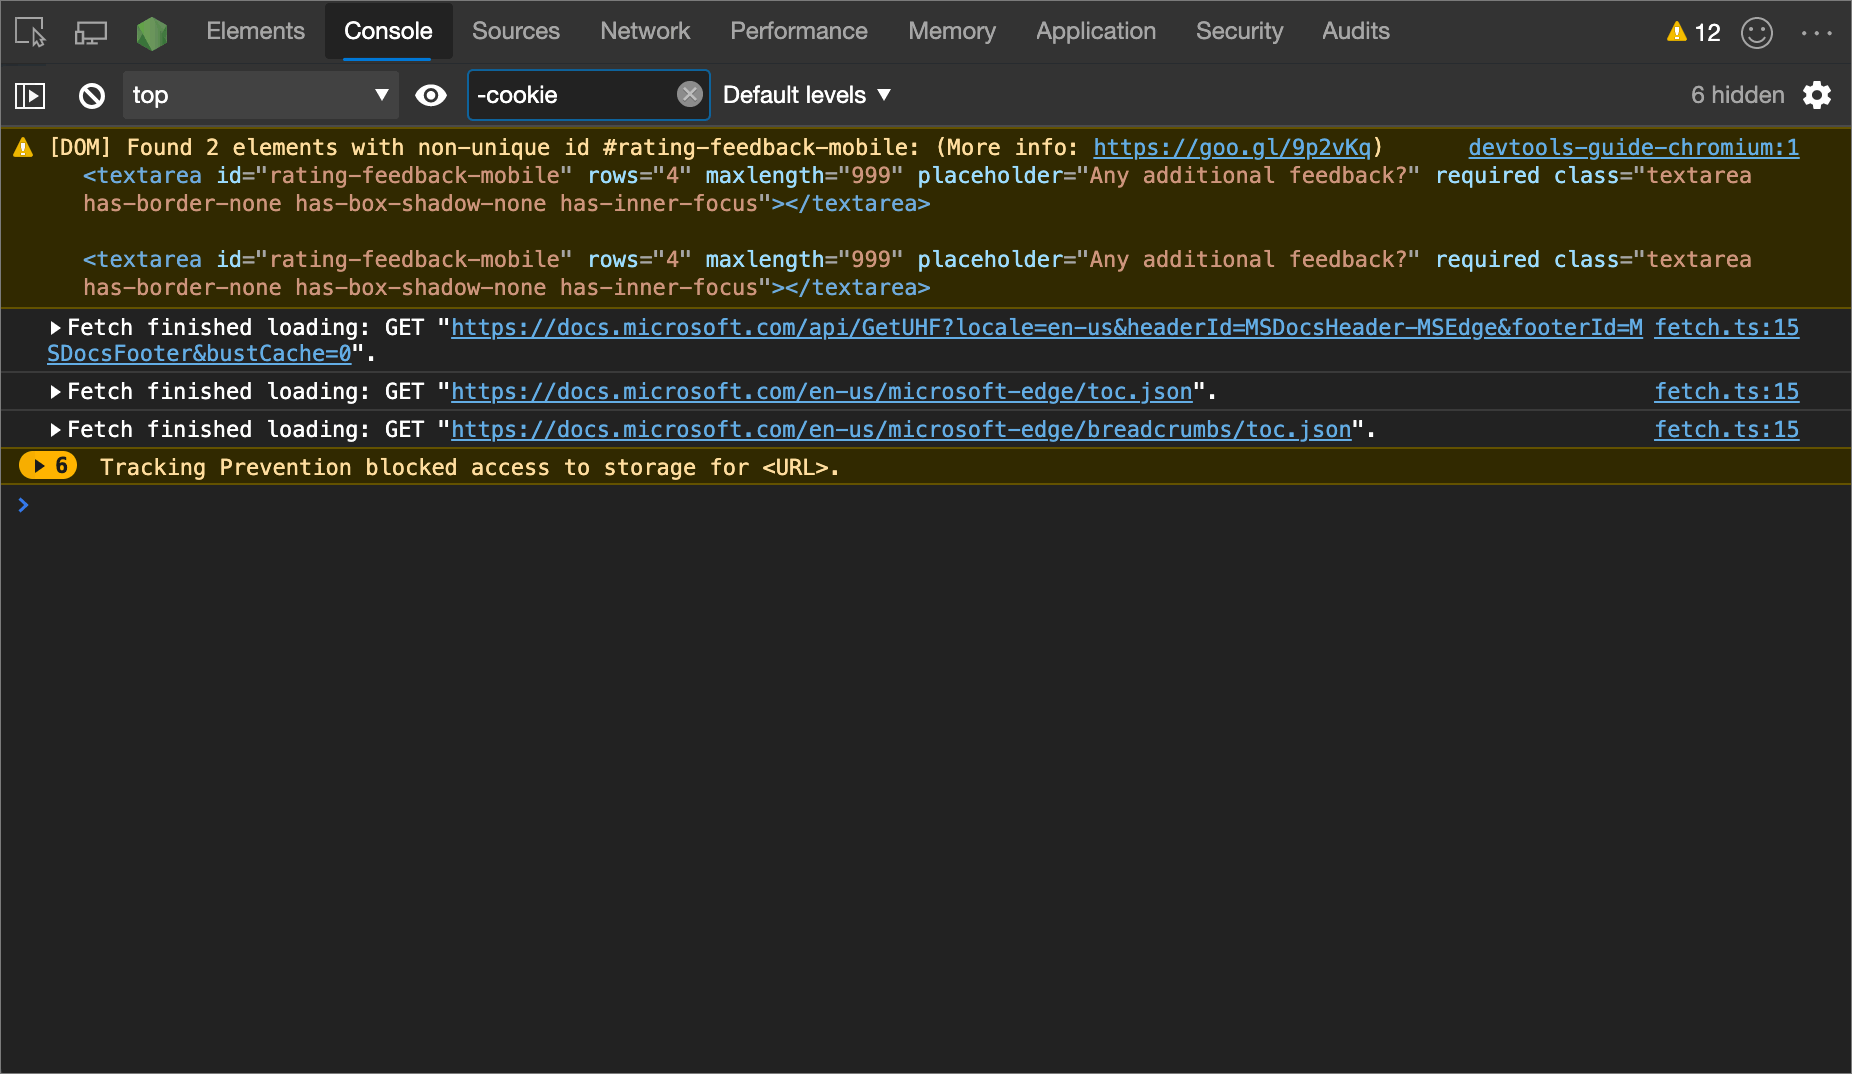 Elements Console Sources Network Performance Memory Application Security Audits 12
top -cookie Default levels 6 hidden
[DOM] Found 2 elements with non-unique id #rating-feedback-mobile: (More info: https://goo.gl/9p2vKq) devtools-guide-chromium:1
<textarea id="rating-feedback-mobile" rows="4" maxlength="999" placeholder="Any additional feedback?" required class="textarea
has-border-none has-box-shadow-none has-inner-focus"></textarea>
<textarea id="rating-feedback-mobile" rows="4" maxlength="999" placeholder="Any additional feedback?" required class="textarea
has-border-none has-box-shadow-none has-inner-focus"></textarea>
Fetch finished loading: GET "https://docs.microsoft.com/api/GetUHF?locale=en-us&headerId=MSDocsHeader-MSEdge&footerId=M fetch.ts:15
SDocsFooter&bustCache=0".
Fetch finished loading: GET "https://docs.microsoft.com/en-us/microsoft-edge/toc.json". fetch.ts:15
Fetch finished loading: GET "https://docs.microsoft.com/en-us/microsoft-edge/breadcrumbs/toc.json". fetch.ts:15
6 Tracking Prevention blocked access to storage for <URL>.